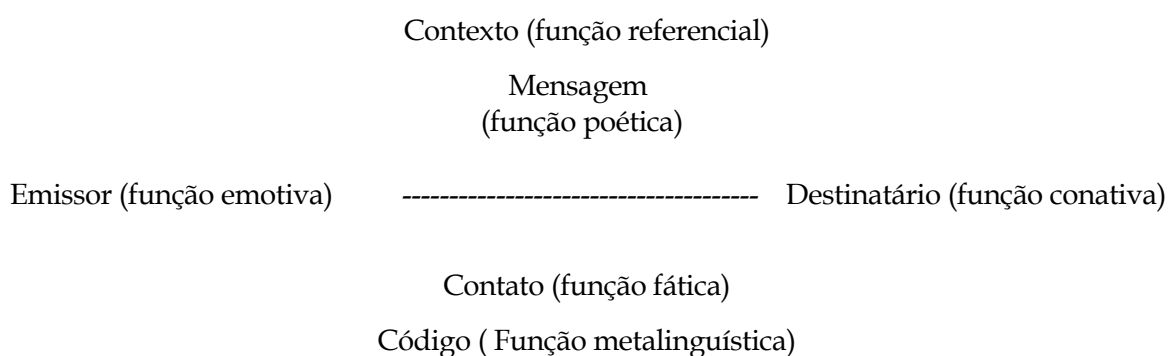 Contexto (função referencial)
Mensagem
(função poética)
Emissor (função emotiva) -------------------------------------- Destinatário (função conativa)
Contato (função fática)
Código ( Função metalinguística)